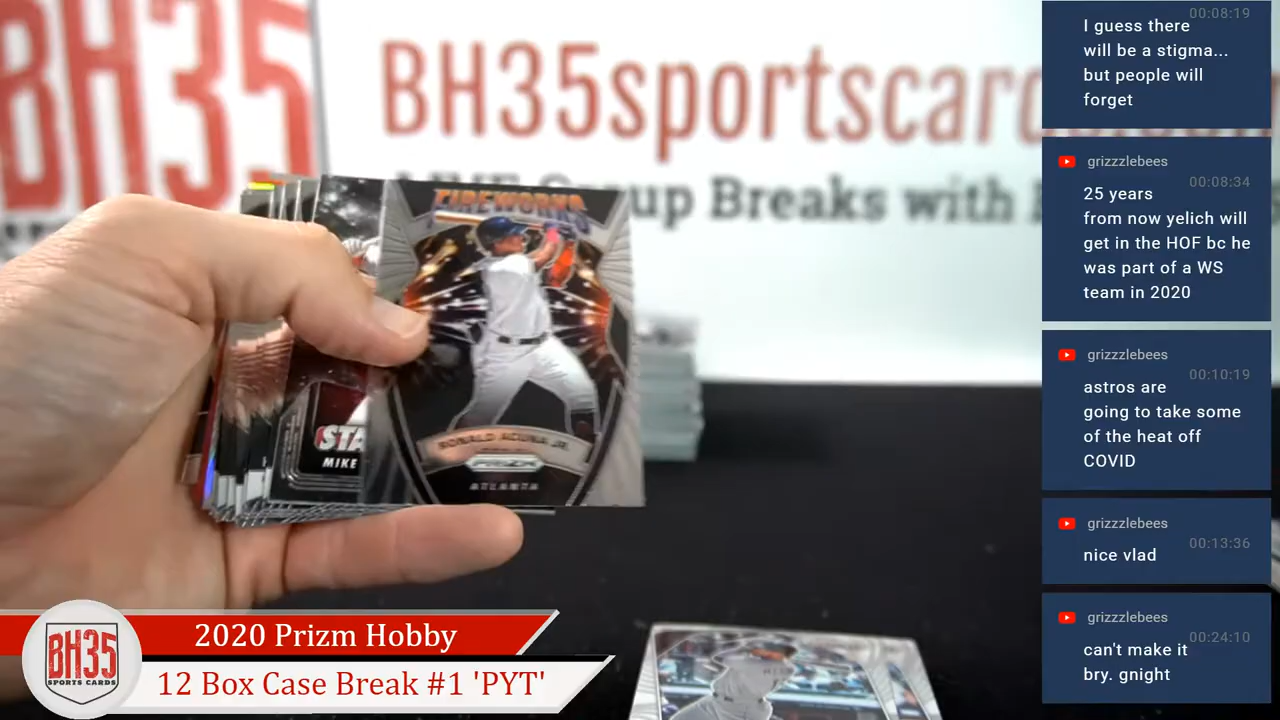 BH35
BH35sportscard
up Breaks with
FIREWORKS
RONALD ACUNA JR.
PRIZM
ATLANTA
STA
MIKE
BH35
SPORTS CARDS
2020 Prizm Hobby
12 Box Case Break #1 'PYT'
00:08:19
I guess there
will be a stigma...
but people will
forget
grizzzlebees
00:08:34
25 years
from now yelich will
get in the HOF bc he
was part of a WS
team in 2020
grizzzlebees
00:10:19
astros are
going to take some
of the heat off
COVID
grizzzlebees
00:13:36
nice vlad
grizzzlebees
00:24:10
can't make it
bry. gnight